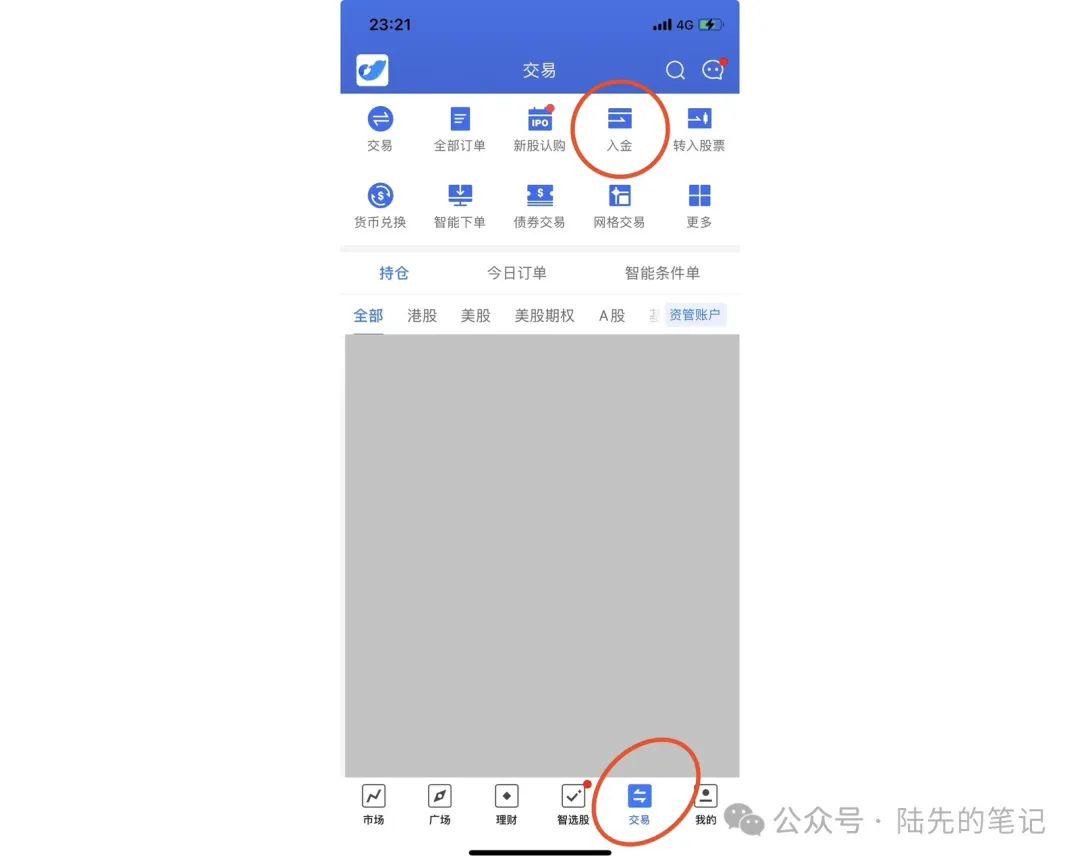 23:21 4G
交易
交易 全部订单 新股认购 入金 转入股票
IPO
货币兑换 智能下单 债券交易 网格交易 更多
持仓 今日订单 智能条件单
全部 港股 美股 美股期权 A股 资管账户
市场 广场 理财 智选股 交易 我的
公众号 · 陆先的笔记